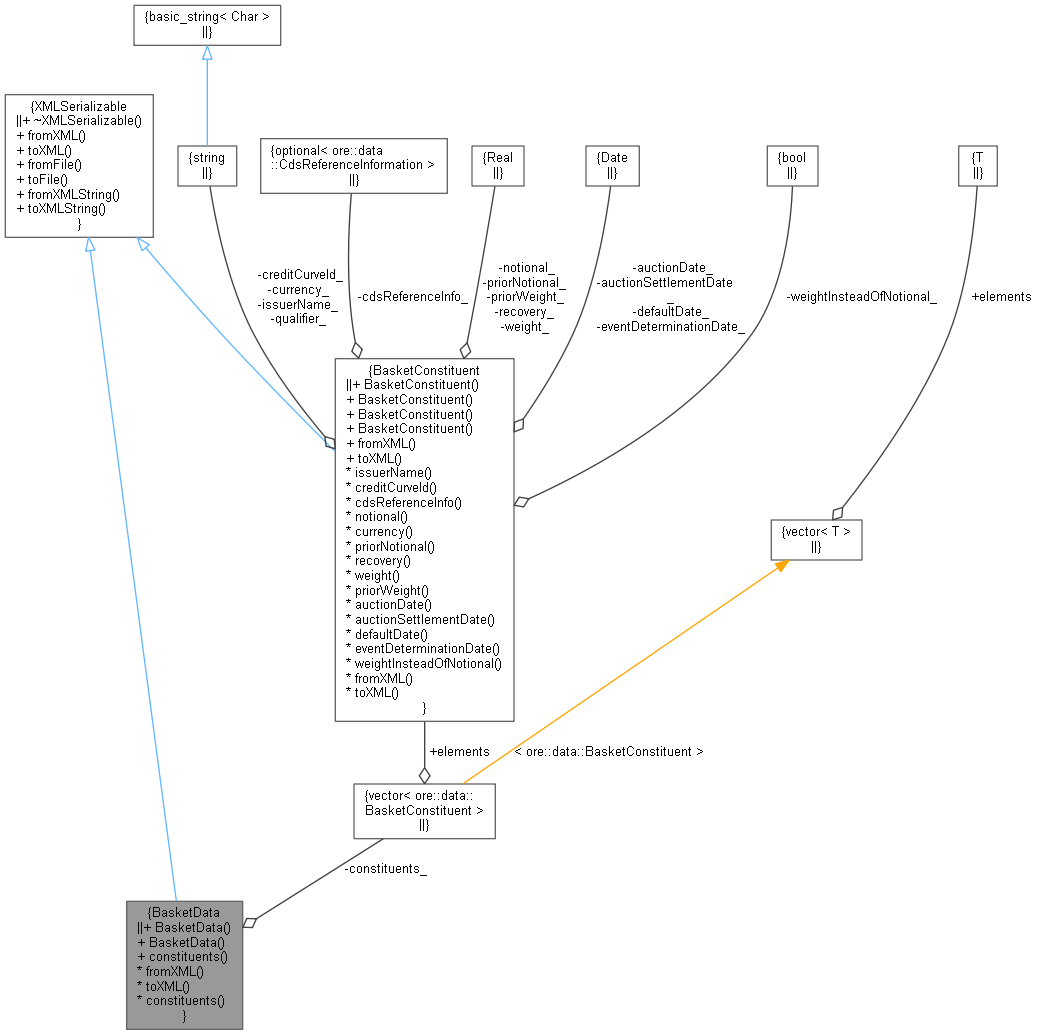 {basic_string< Char >
||}
{XMLSerializable
||+ ~XMLSerializable()
+ fromXML()
+ toXML()
+ fromFile()
+ toFile()
+ fromXMLString()
+ toXMLString()
}
{string
||}
{optional< ore::data
::CdsReferenceInformation >
||}
{Real
||}
{Date
||}
{bool
||}
{T
||}
-creditCurveId_
-currency_
-issuerName_
-qualifier_
-cdsReferenceInfo_
-notional_
-priorNotional_
-priorWeight_
-recovery_
-weight_
-auctionDate_
-auctionSettlementDate
_
-defaultDate_
-eventDeterminationDate_
-weightInsteadOfNotional_
+elements
{BasketConstituent
||+ BasketConstituent()
+ BasketConstituent()
+ BasketConstituent()
+ BasketConstituent()
+ fromXML()
+ toXML()
* issuerName()
* creditCurveId()
* cdsReferenceInfo()
* notional()
* currency()
* priorNotional()
* recovery()
* weight()
* priorWeight()
* auctionDate()
* auctionSettlementDate()
* defaultDate()
* eventDeterminationDate()
* weightInsteadOfNotional()
* fromXML()
* toXML()
}
{vector< T >
||}
+elements
< ore::data::BasketConstituent >
{vector< ore::data::
BasketConstituent >
||}
-constituents_
{BasketData
||+ BasketData()
+ BasketData()
+ constituents()
* fromXML()
* toXML()
* constituents()
}